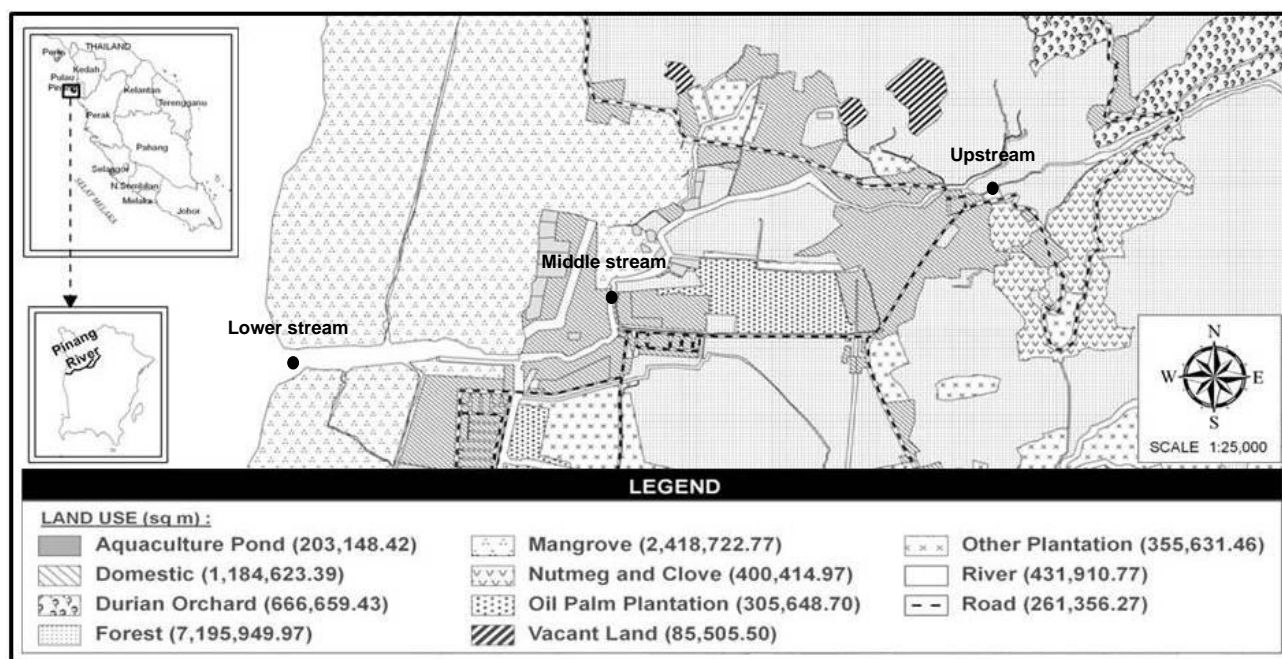 THAILAND
Perlis
Kedah
Pulau
Pinang
Kelantan
Terengganu
Perak
Pahang
Selangor
N.Sembilan
Melaka
Johor
SELAT MELAKA
Pinang
River
Upstream
Middle stream
Lower stream
N
W E
S
SCALE 1:25,000
LEGEND
LAND USE (sq m) :
Aquaculture Pond (203,148.42)
Domestic (1,184,623.39)
Durian Orchard (666,659.43)
Forest (7,195,949.97)
Mangrove (2,418,722.77)
Nutmeg and Clove (400,414.97)
Oil Palm Plantation (305,648.70)
Vacant Land (85,505.50)
Other Plantation (355,631.46)
River (431,910.77)
Road (261,356.27)